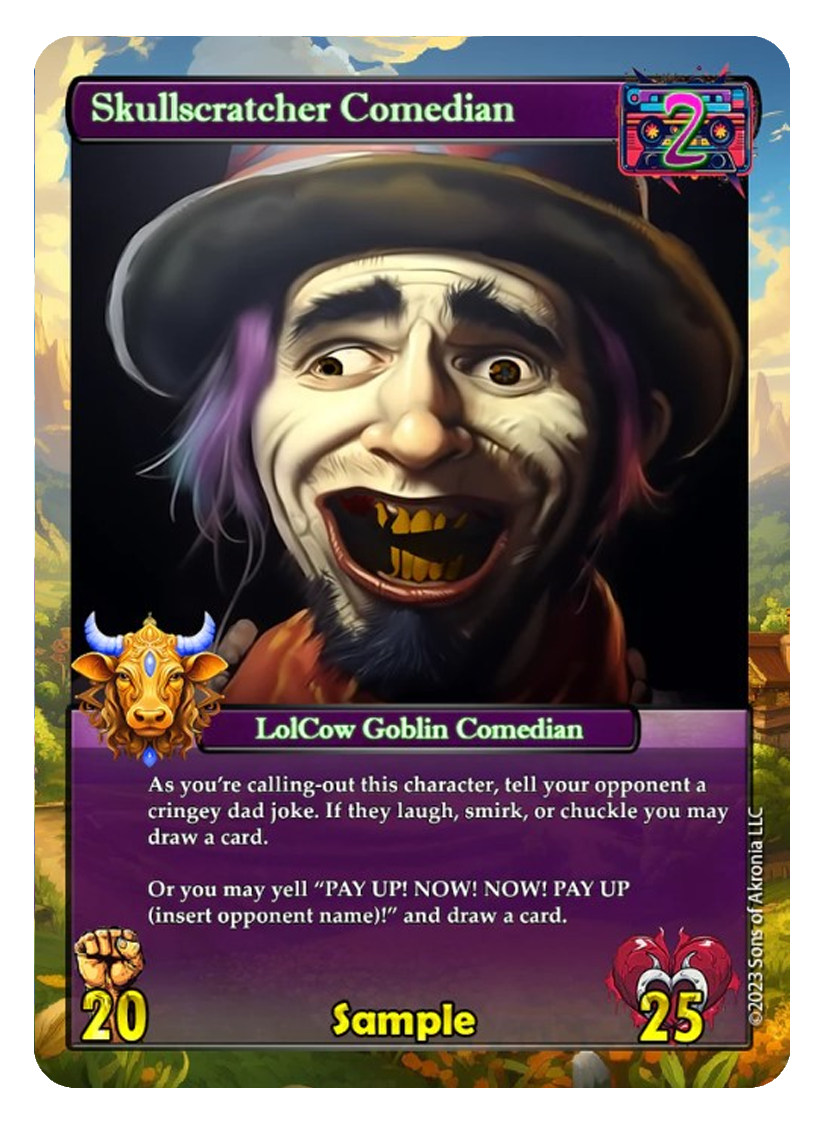 Skullscratcher Comedian
2
LolCow Goblin Comedian
As you're calling-out this character, tell your opponent a
cringey dad joke. If they laugh, smirk, or chuckle you may
draw a card.
Or you may yell “PAY UP! NOW! NOW! PAY UP
(insert opponent name)!” and draw a card.
20
Sample
25
©2023 Sons of Akronia LLC